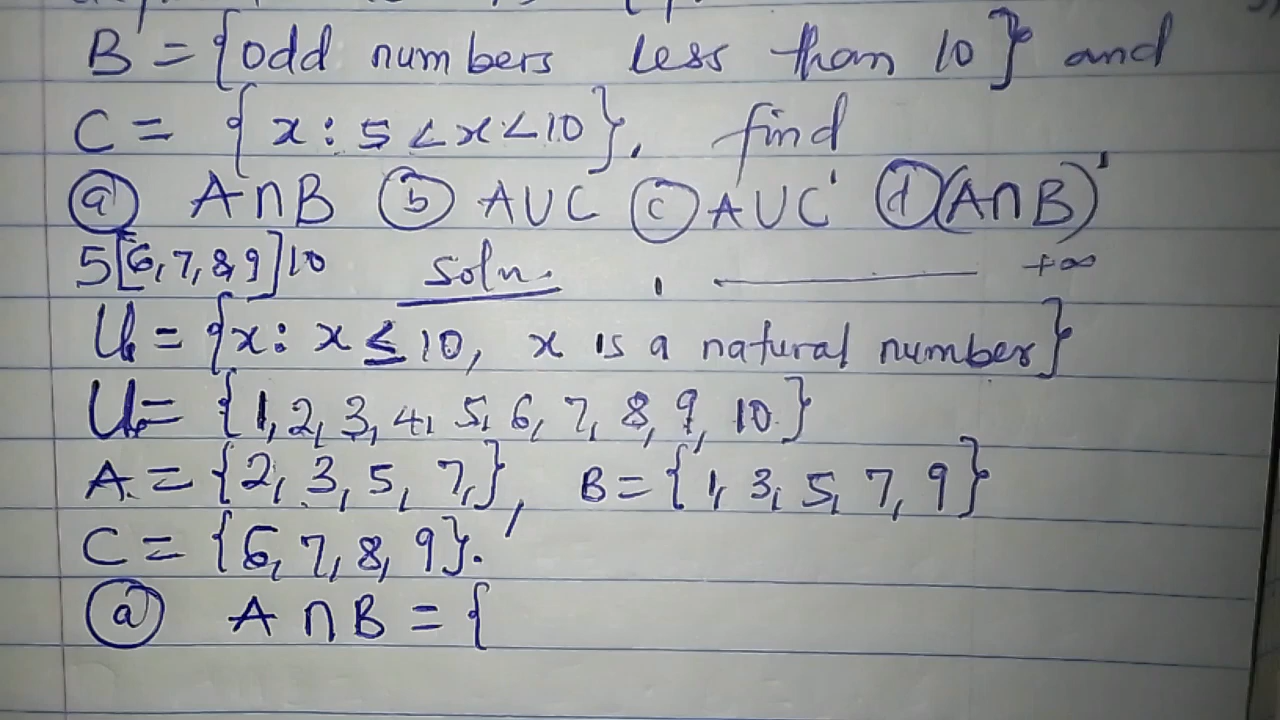 B = {odd numbers less than 10} and
C = {x: 5 < x < 10}, find
(a) A∩B (b) A∪C (c) A∪C' (d) (A∩B)'
5[6,7,8,9]10 soln. +∞
U = {x: x ≤ 10, x is a natural number}
U = {1, 2, 3, 4, 5, 6, 7, 8, 9, 10}
A = {2, 3, 5, 7,}, B = {1, 3, 5, 7, 9}
C = {6, 7, 8, 9}.
(a) A∩B = {